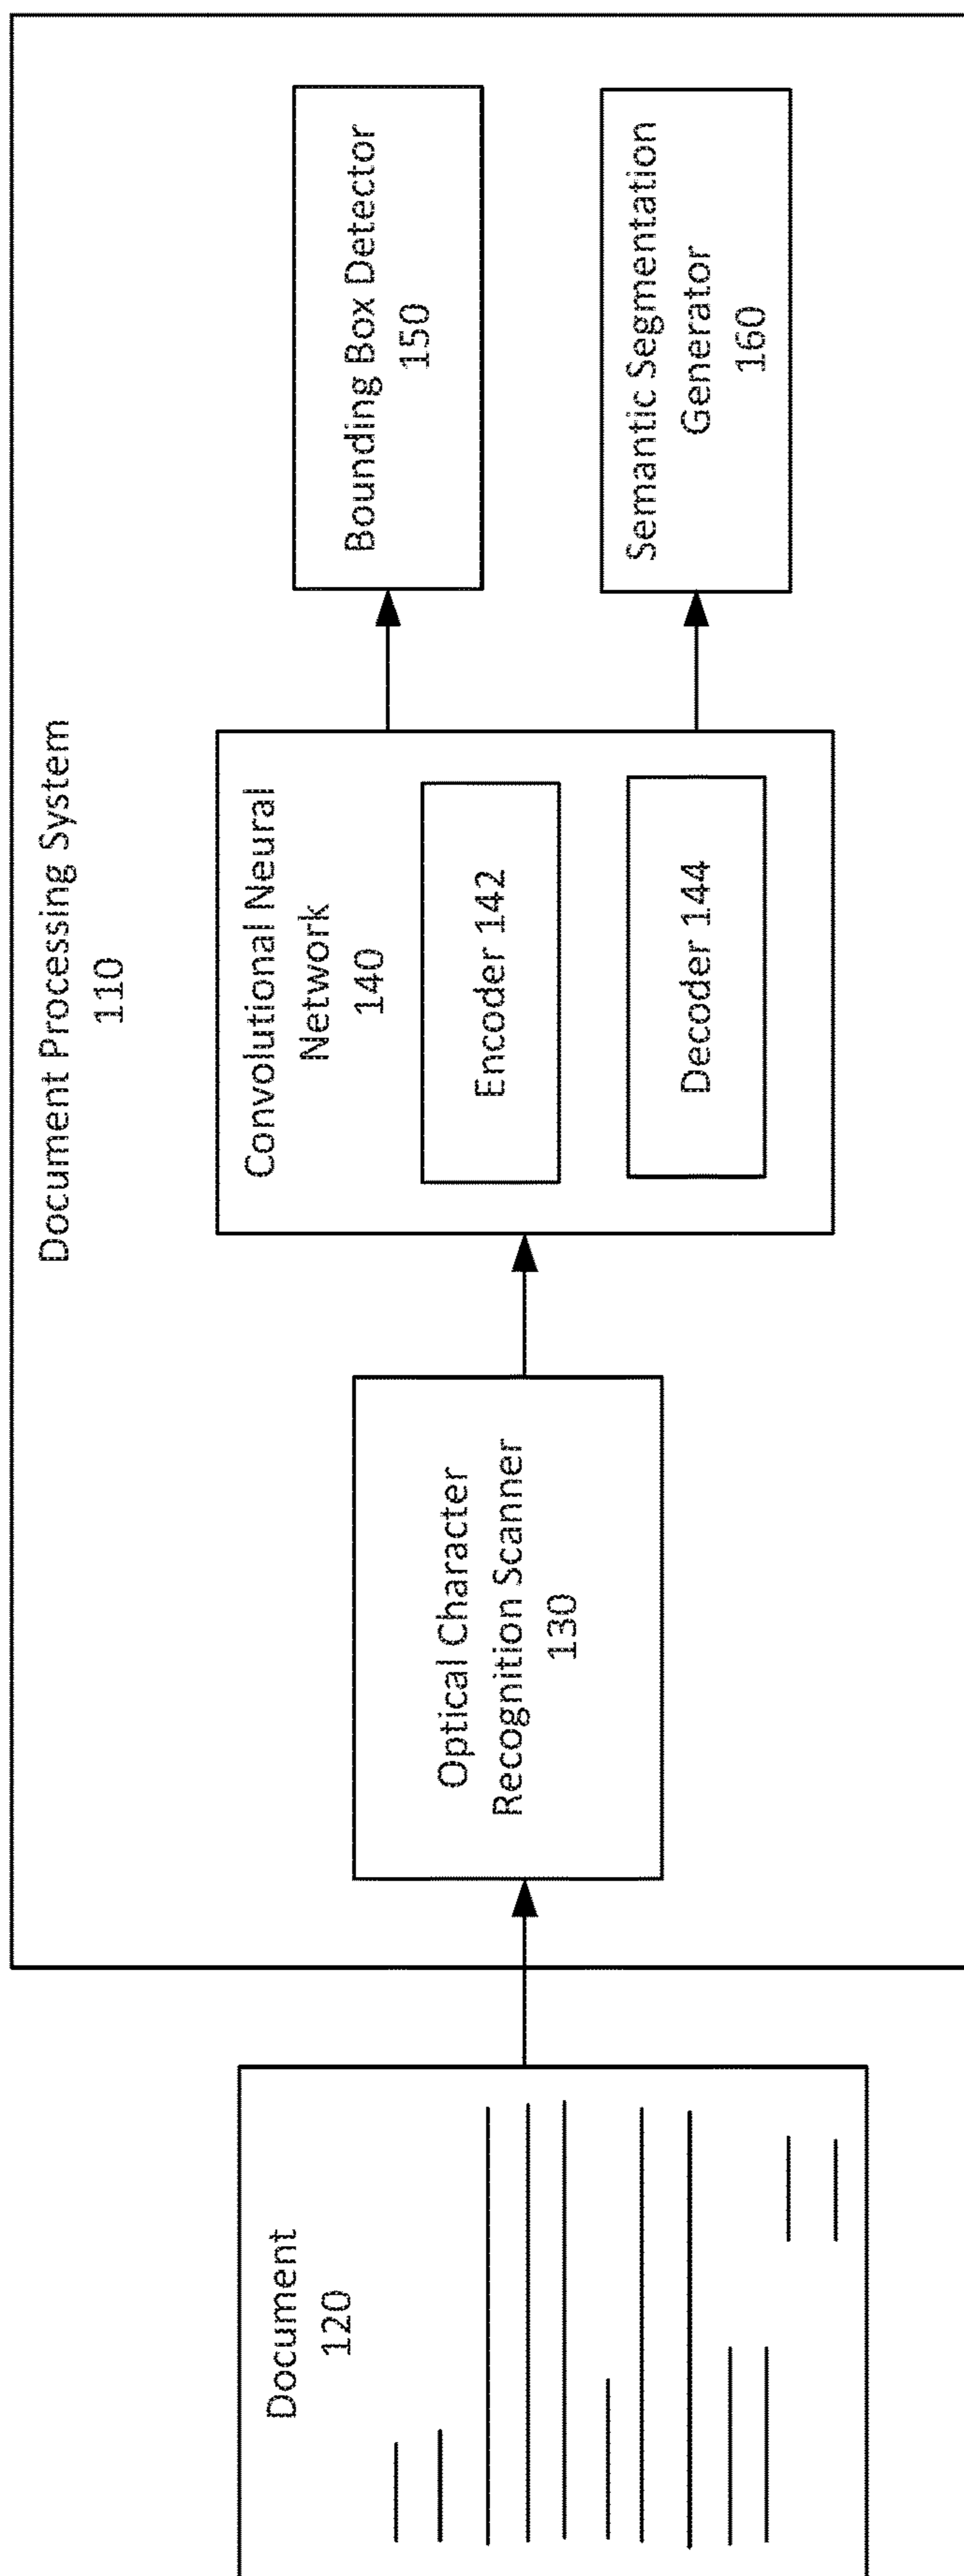 Document Processing System
110
Document
120
Optical Character
Recognition Scanner
130
Convolutional Neural
Network
140
Encoder 142
Decoder 144
Bounding Box Detector
150
Semantic Segmentation
Generator
160